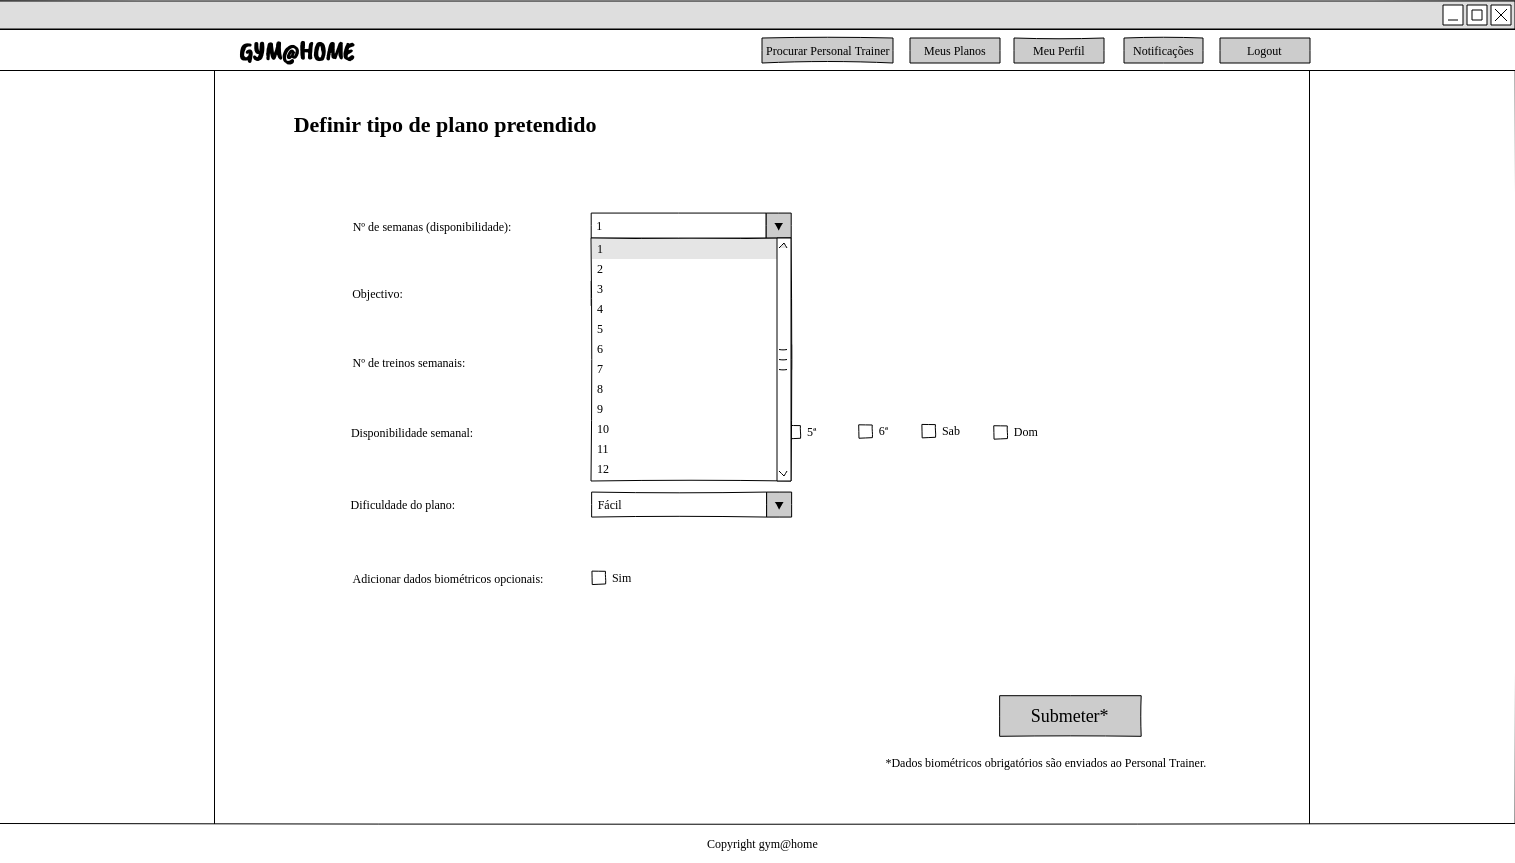 GYM@HOME
Procurar Personal Trainer
Meus Planos
Meu Perfil
Notificações
Logout
Definir tipo de plano pretendido
Nº de semanas (disponibilidade):
1
1
2
3
4
5
6
7
8
9
10
11
12
Objectivo:
Nº de treinos semanais:
Disponibilidade semanal:
5ª
6ª
Sab
Dom
Dificuldade do plano:
Fácil
Adicionar dados biométricos opcionais:
Sim
Submeter*
*Dados biométricos obrigatórios são enviados ao Personal Trainer.
Copyright gym@home